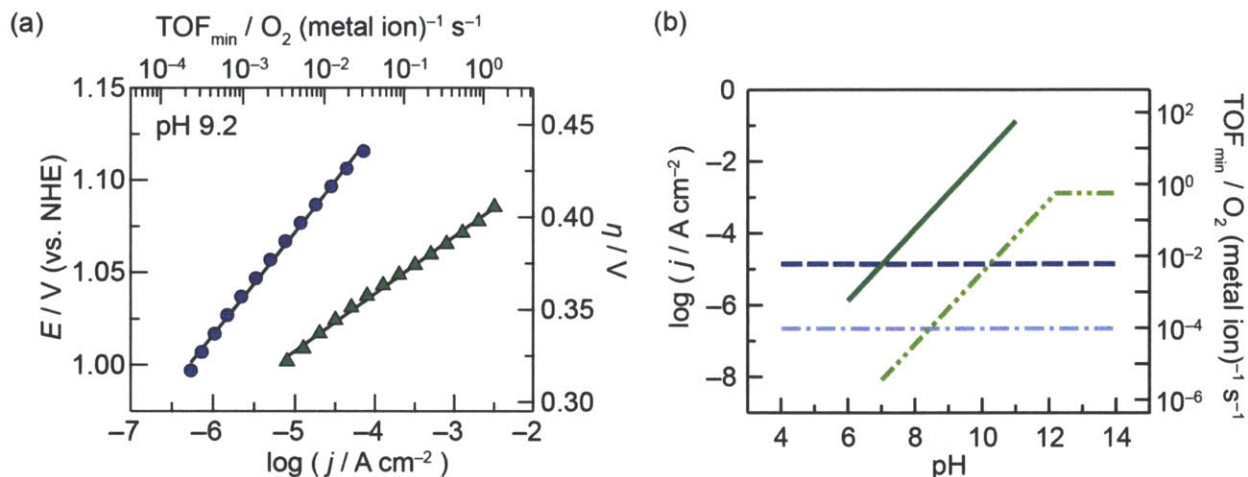 (a)
TOFmin / O2 (metal ion)–1 s–1
10–4 10–3 10–2 10–1 100
1.15
1.10
1.05
1.00
E / V (vs. NHE)
pH 9.2
0.45
0.40
0.35
0.30
η / V
–7 –6 –5 –4 –3 –2
log ( j / A cm–2)
(b)
0
–2
–4
–6
–8
log ( j / A cm–2)
102
100
10–2
10–4
10–6
TOFmin / O2 (metal ion)–1 s–1
4 6 8 10 12 14
pH